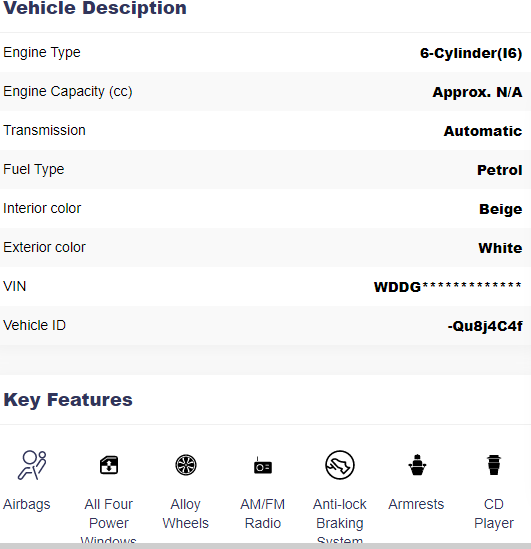 Vehicle Desciption
Engine Type 6-Cylinder(I6)
Engine Capacity (cc) Approx. N/A
Transmission Automatic
Fuel Type Petrol
Interior color Beige
Exterior color White
VIN WDDG*************
Vehicle ID -Qu8j4C4f
Key Features
Airbags All Four Alloy AM/FM Anti-lock Armrests CD
Power Wheels Radio Braking Player
Windows System